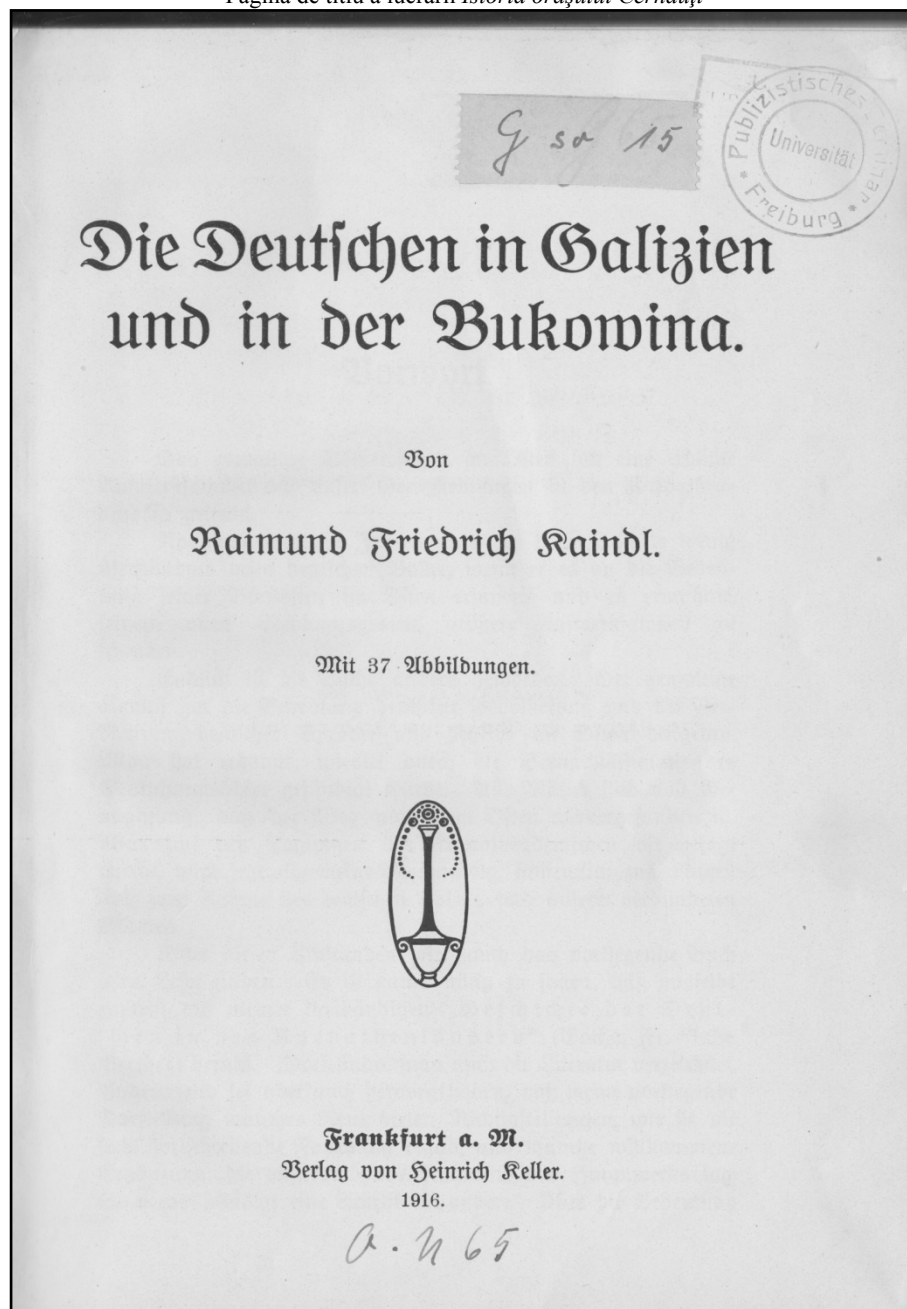 Pagina de titlu a lucrării Istoria orașului Cernăuți
G so 15
Publizistisches
Universität
* Freiburg *
Die Deutschen in Galizien
und in der Bukowina.
Von
Raimund Friedrich Kaindl.
Mit 37 Abbildungen.
Frankfurt a. M.
Verlag von Heinrich Keller.
1916.